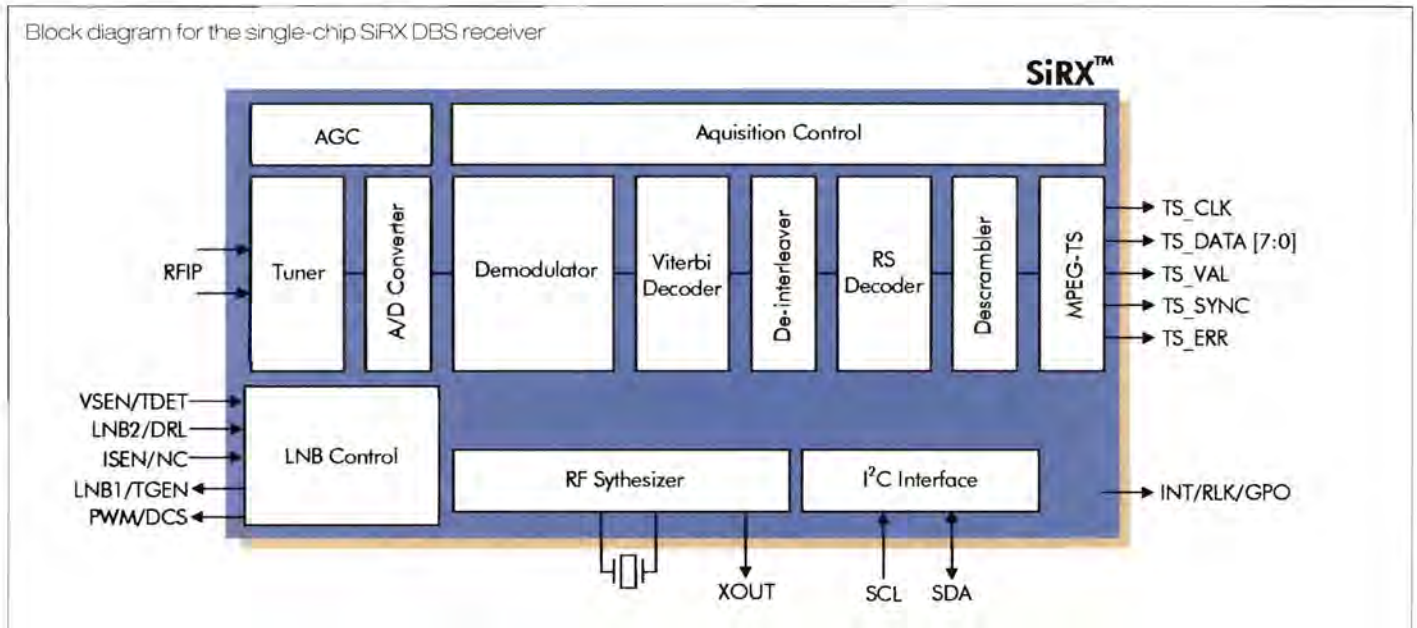 Block diagram for the single-chip SiRX DBS receiver
SiRX™
AGC
Aquisition Control
RFIP
Tuner
A/D Converter
Demodulator
Viterbi
Decoder
De-interleaver
RS
Decoder
Descrambler
MPEG-TS
TS_CLK
TS_DATA [7:0]
TS_VAL
TS_SYNC
TS_ERR
VSEN/TDET
LNB2/DRL
ISEN/NC
LNB1/TGEN
PWM/DCS
LNB Control
RF Sythesizer
I²C Interface
INT/RLK/GPO
XOUT
SCL
SDA